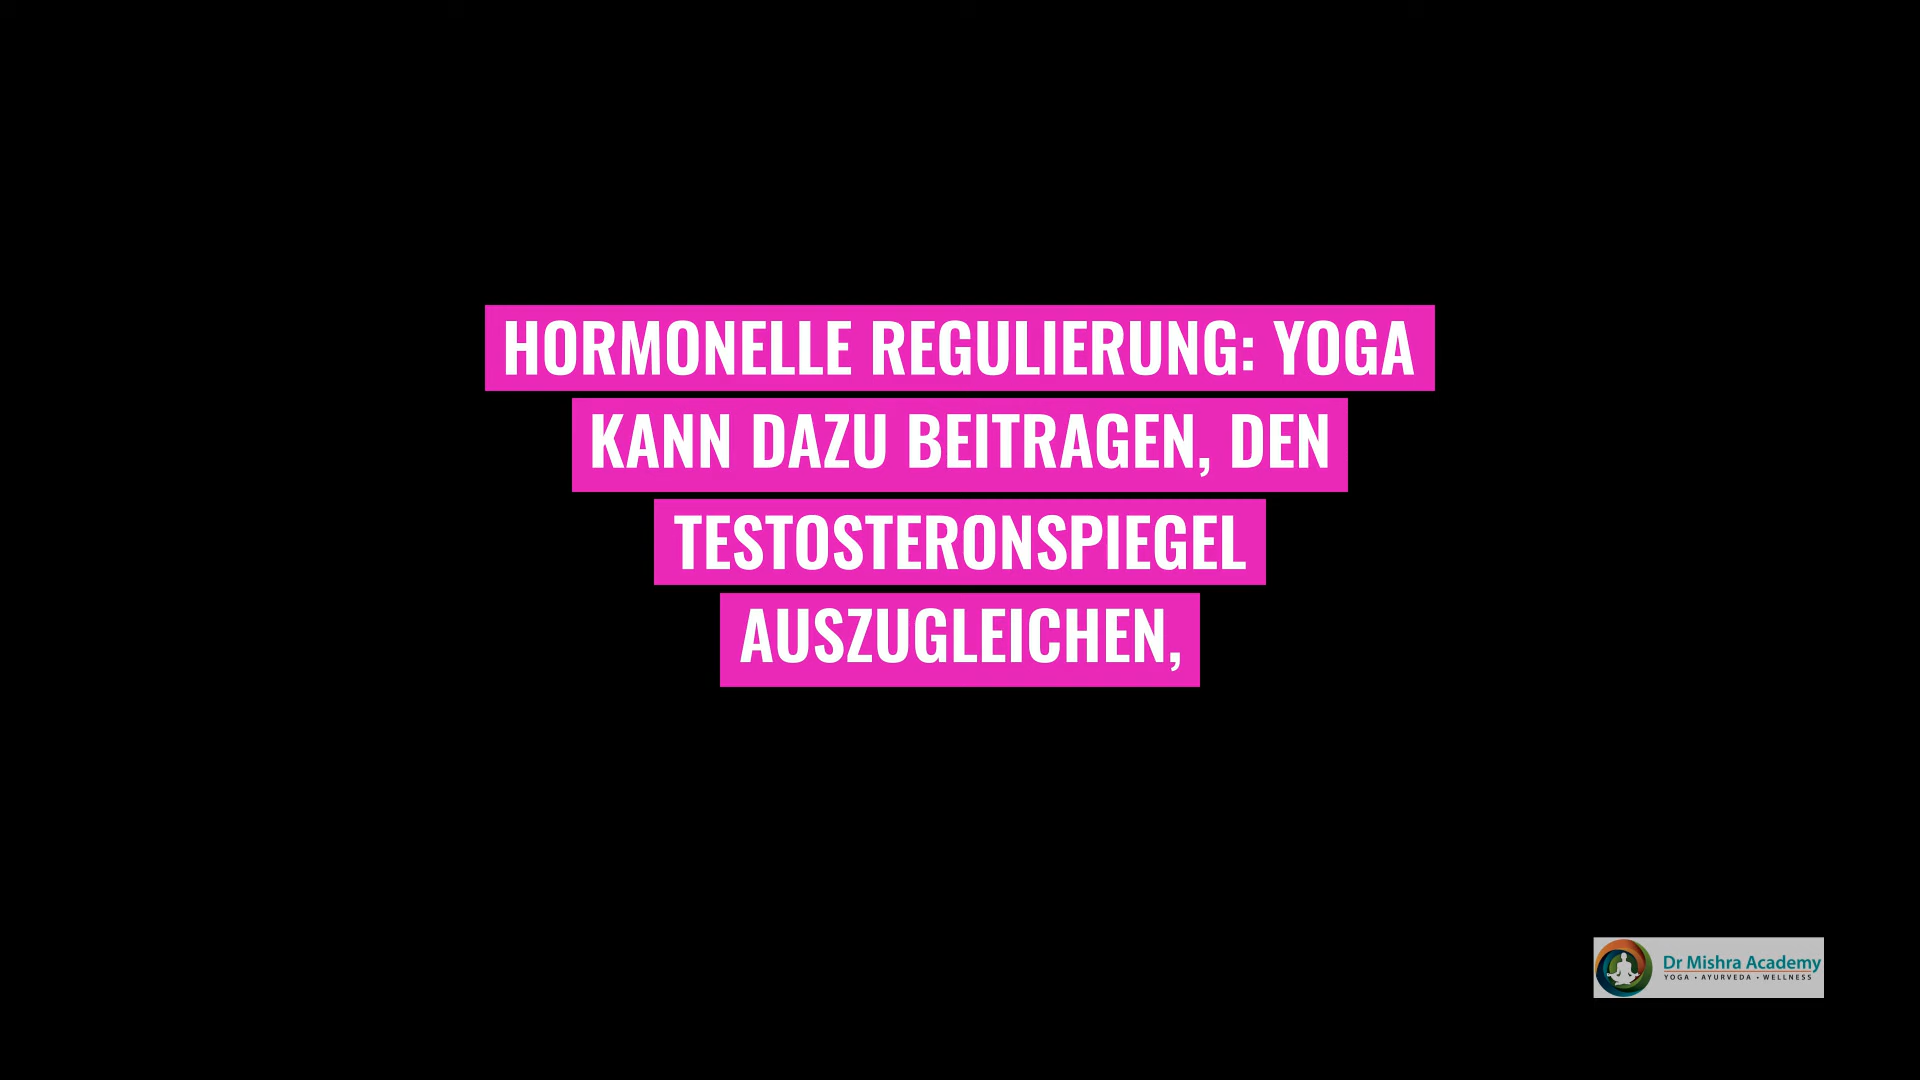 HORMONELLE REGULIERUNG: YOGA
KANN DAZU BEITRAGEN, DEN
TESTOSTERONSPIEGEL
AUSZUGLEICHEN,
Dr Mishra Academy
YOGA • AYURVEDA • WELLNESS